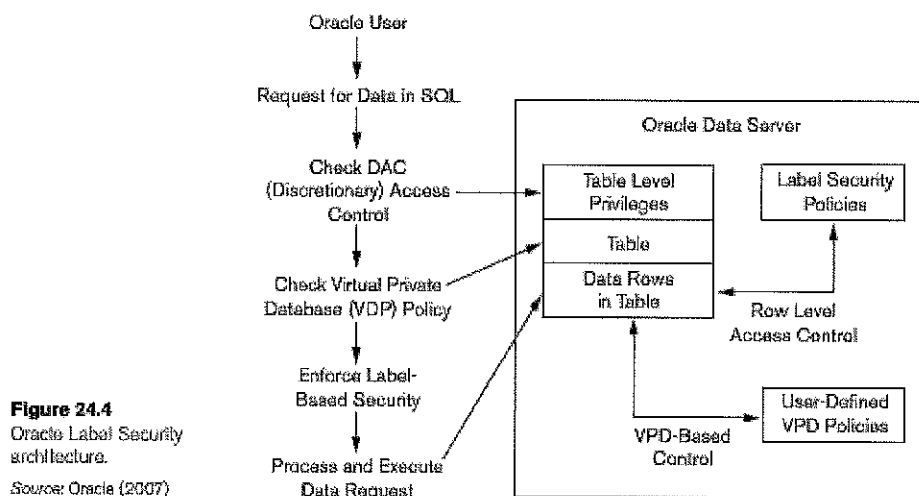 Oracle User
Request for Data in SQL
Check DAC
(Discretionary) Access
Control
Check Virtual Private
Database (VDP) Policy
Enforce Label-
Based Security
Process and Execute
Data Request
Oracle Data Server
Table Level
Privileges
Table
Data Rows
in Table
Label Security
Policies
Row Level
Access Control
User-Defined
VPD Policies
VPD-Based
Control
Figure 24.4
Oracle Label Security
architecture.
Source: Oracle (2007)